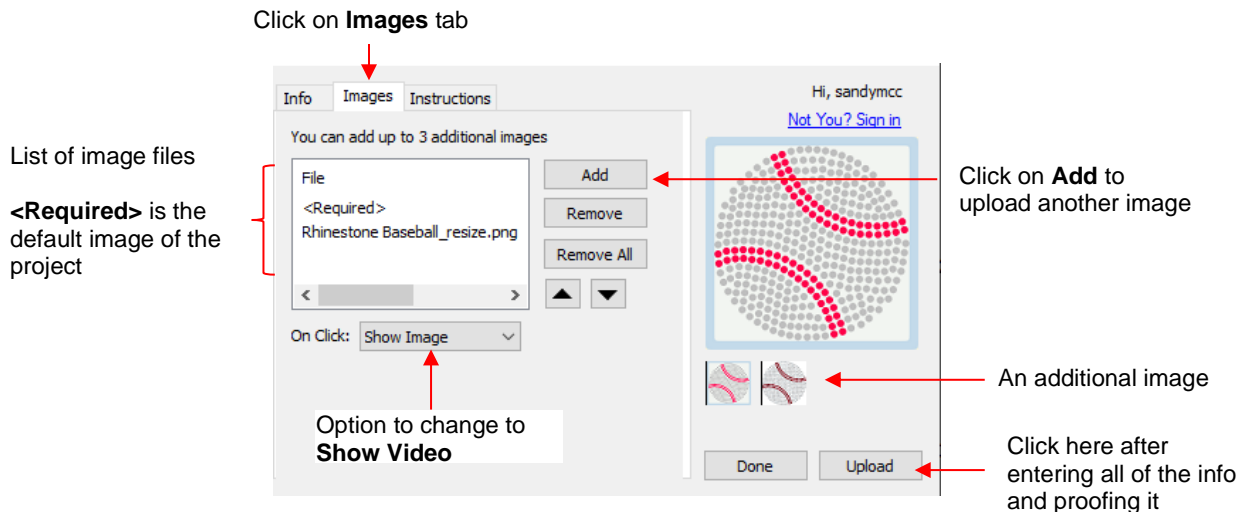 Click on Images tab
Info Images Instructions
Hi, sandymcc
Not You? Sign in
You can add up to 3 additional images
List of image files
<Required> is the
default image of the
project
File
<Required>
Rhinestone Baseball_resize.png
Add
Remove
Remove All
Click on Add to
upload another image
On Click: Show Image
Option to change to
Show Video
An additional image
Done Upload
Click here after
entering all of the info
and proofing it